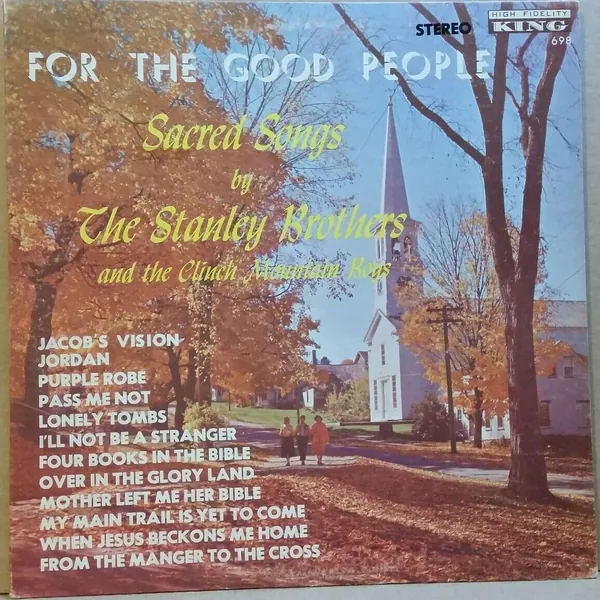 STEREO
HIGH FIDELITY
KING
698
FOR THE GOOD PEOPLE
Sacred Songs
by
The Stanley Brothers
and the Clinch Mountain Boys
JACOB'S VISION
JORDAN
PURPLE ROBE
PASS ME NOT
LONELY TOMBS
I'LL NOT BE A STRANGER
FOUR BOOKS IN THE BIBLE
OVER IN THE GLORY LAND
MOTHER LEFT ME HER BIBLE
MY MAIN TRAIL IS YET TO COME
WHEN JESUS BECKONS ME HOME
FROM THE MANGER TO THE CROSS